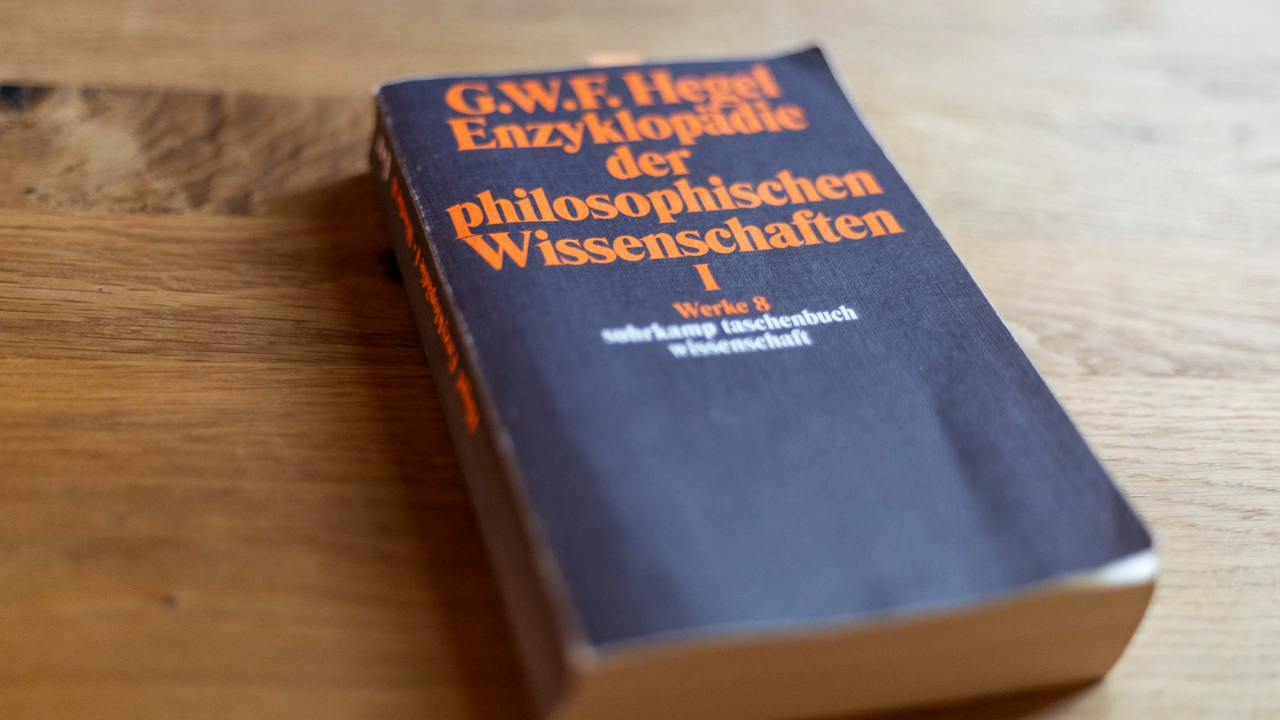 G.W.F. Hegel
Enzyklopädie
der
philosophischen
Wissenschaften
I
Werke 8
suhrkamp taschenbuch
wissenschaft